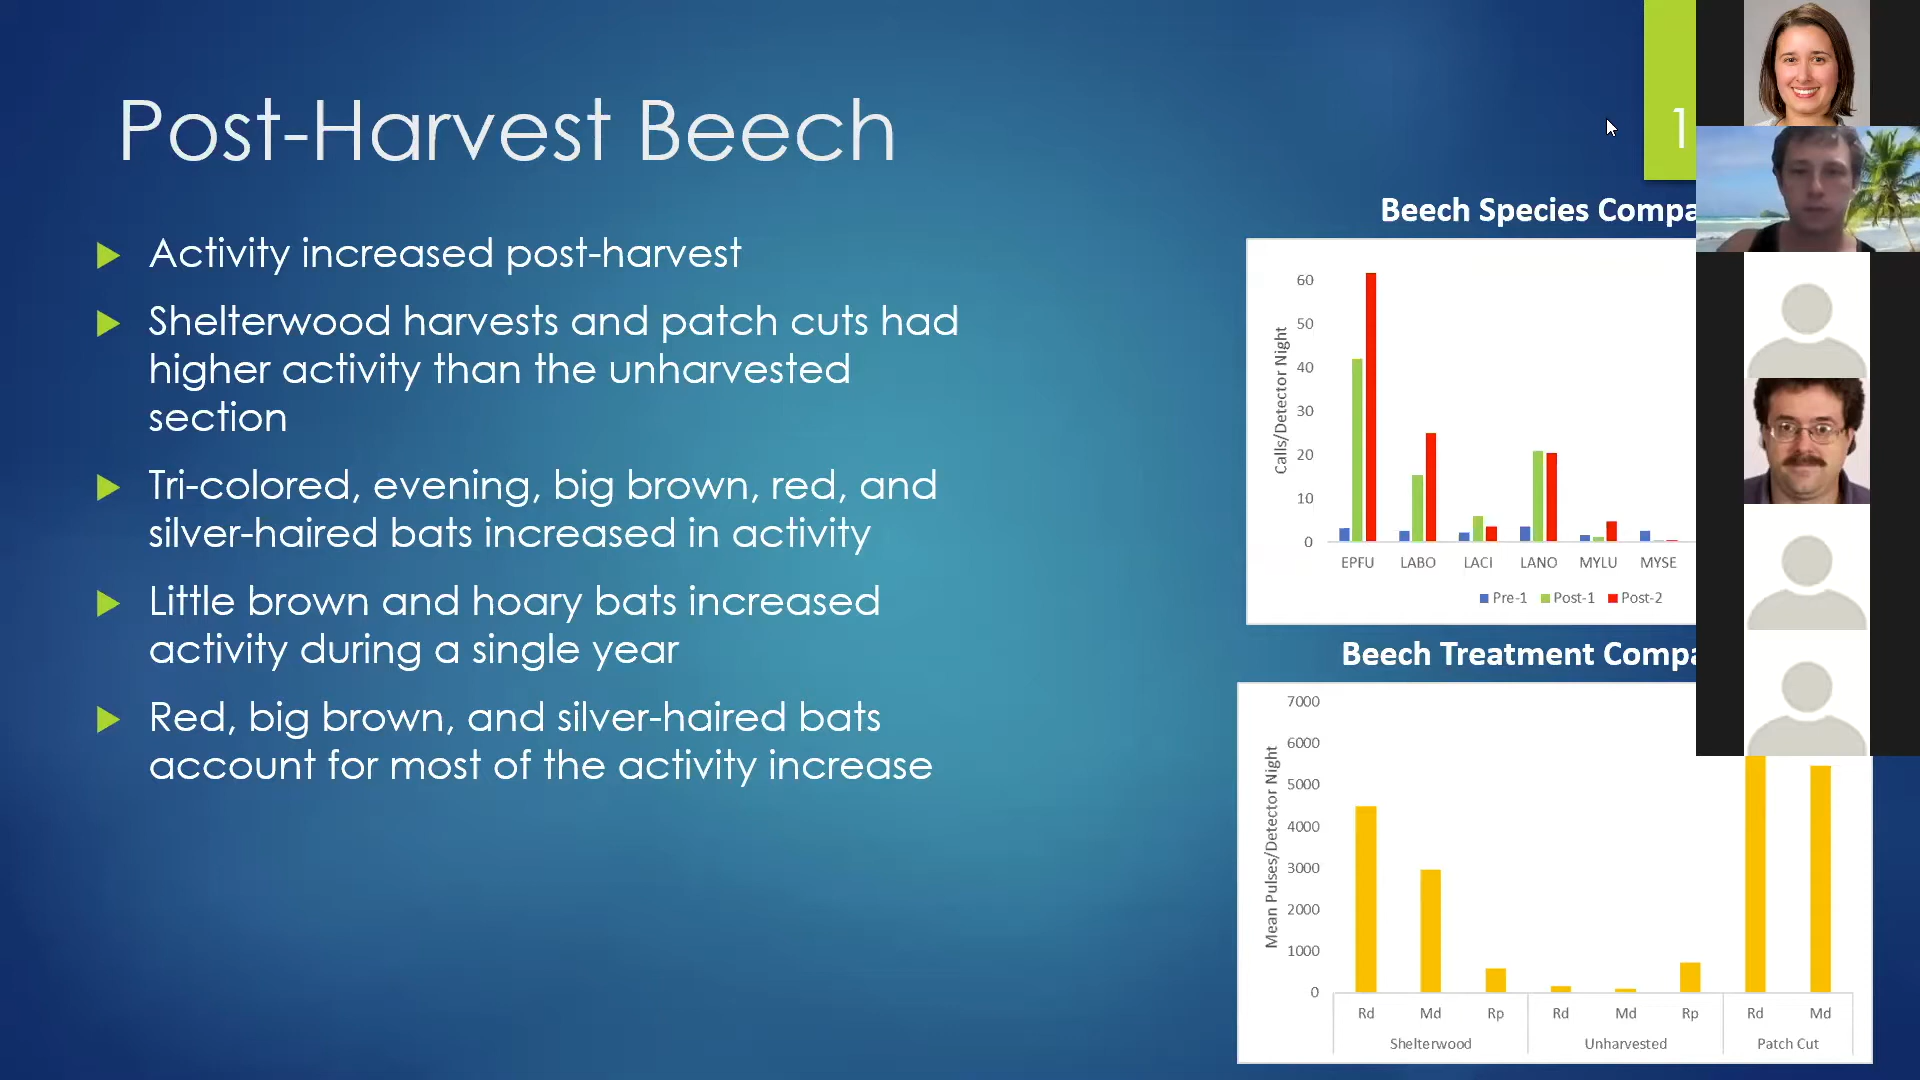 Post-Harvest Beech
Activity increased post-harvest
Shelterwood harvests and patch cuts had
higher activity than the unharvested
section
Tri-colored, evening, big brown, red, and
silver-haired bats increased in activity
Little brown and hoary bats increased
activity during a single year
Red, big brown, and silver-haired bats
account for most of the activity increase
1
Beech Species Compa
Calls/Detector Night
60
50
40
30
20
10
0
EPFU LABO LACI LANO MYLU MYSE
Pre-1 Post-1 Post-2
Beech Treatment Compa
Mean Pulses/Detector Night
7000
6000
5000
4000
3000
2000
1000
0
Rd Md Rp Rd Md Rp Rd Md
Shelterwood Unharvested Patch Cut